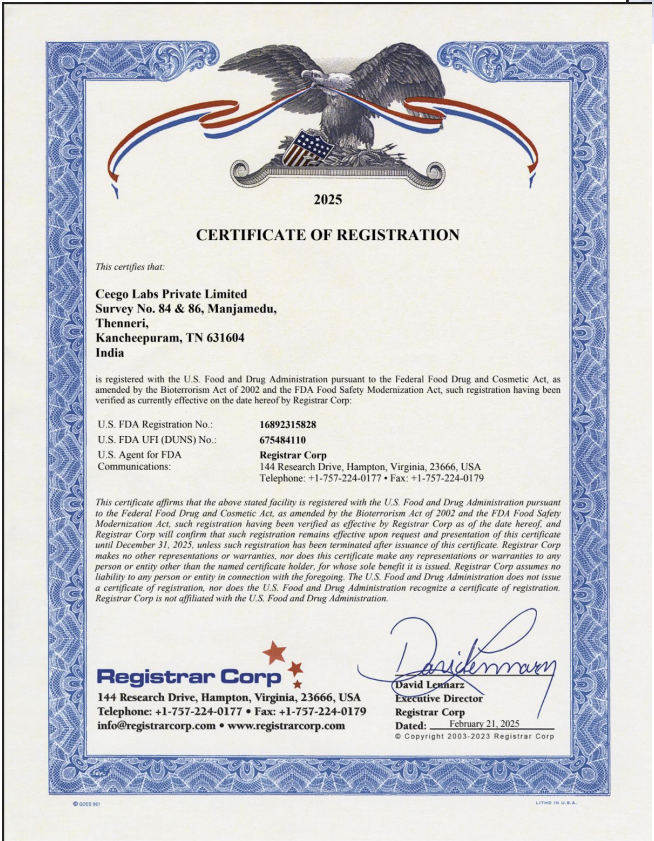 2025
CERTIFICATE OF REGISTRATION
This certifies that:
Ceego Labs Private Limited
Survey No. 84 & 86, Manjamedu,
Thenneri,
Kancheepuram, TN 631604
India
is registered with the U.S. Food and Drug Administration pursuant to the Federal Food Drug and Cosmetic Act, as
amended by the Bioterrorism Act of 2002 and the FDA Food Safety Modernization Act, such registration having been
verified as currently effective on the date hereof by Registrar Corp:
U.S. FDA Registration No.: 16892315828
U.S. FDA UFI (DUNS) No.: 675484110
U.S. Agent for FDA Registrar Corp
Communications: 144 Research Drive, Hampton, Virginia, 23666, USA
Telephone: +1-757-224-0177 • Fax: +1-757-224-0179
This certificate affirms that the above stated facility is registered with the U.S. Food and Drug Administration pursuant
to the Federal Food Drug and Cosmetic Act, as amended by the Bioterrorism Act of 2002 and the FDA Food Safety
Modernization Act, such registration having been verified as effective by Registrar Corp as of the date hereof, and
Registrar Corp will confirm that such registration remains effective upon request and presentation of this certificate
until December 31, 2025, unless such registration has been terminated after issuance of this certificate. Registrar Corp
makes no other representations or warranties, nor does this certificate make any representations or warranties to any
person or entity other than the named certificate holder, for whose sole benefit it is issued. Registrar Corp assumes no
liability to any person or entity in connection with the foregoing. The U.S. Food and Drug Administration does not issue
a certificate of registration, nor does the U.S. Food and Drug Administration recognize a certificate of registration.
Registrar Corp is not affiliated with the U.S. Food and Drug Administration.
Registrar Corp
144 Research Drive, Hampton, Virginia, 23666, USA
Telephone: +1-757-224-0177 • Fax: +1-757-224-0179
info@registrarcorp.com • www.registrarcorp.com
David Lennarz
Executive Director
Registrar Corp
Dated: February 21, 2025
© Copyright 2003-2023 Registrar Corp
LITHO IN U.S.A.